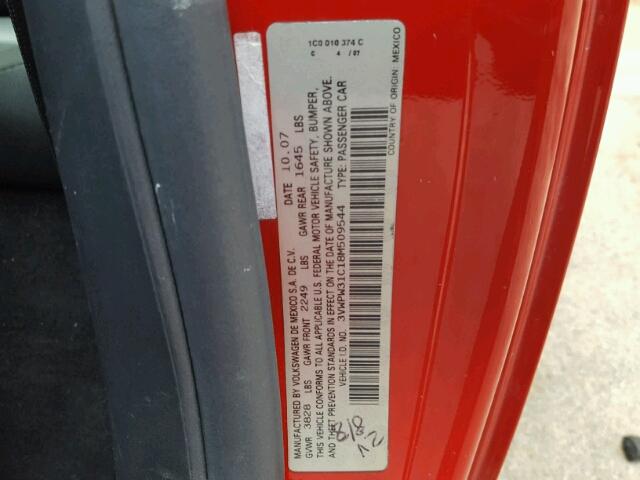 1C0 010 374 C
C 4 / 07
MANUFACTURED BY VOLKSWAGEN DE MEXICO S.A. DE C.V. DATE 10.07
GVWR 3828 LBS GAWR FRONT 2249 LBS GAWR REAR 1645 LBS
THIS VEHICLE CONFORMS TO ALL APPLICABLE U.S. FEDERAL MOTOR VEHICLE SAFETY, BUMPER,
AND THEFT PREVENTION STANDARDS IN EFFECT ON THE DATE OF MANUFACTURE SHOWN ABOVE.
VEHICLE I.D. NO. 3VWPW31C18M509544 TYPE: PASSENGER CAR
COUNTRY OF ORIGIN: MEXICO
818
12